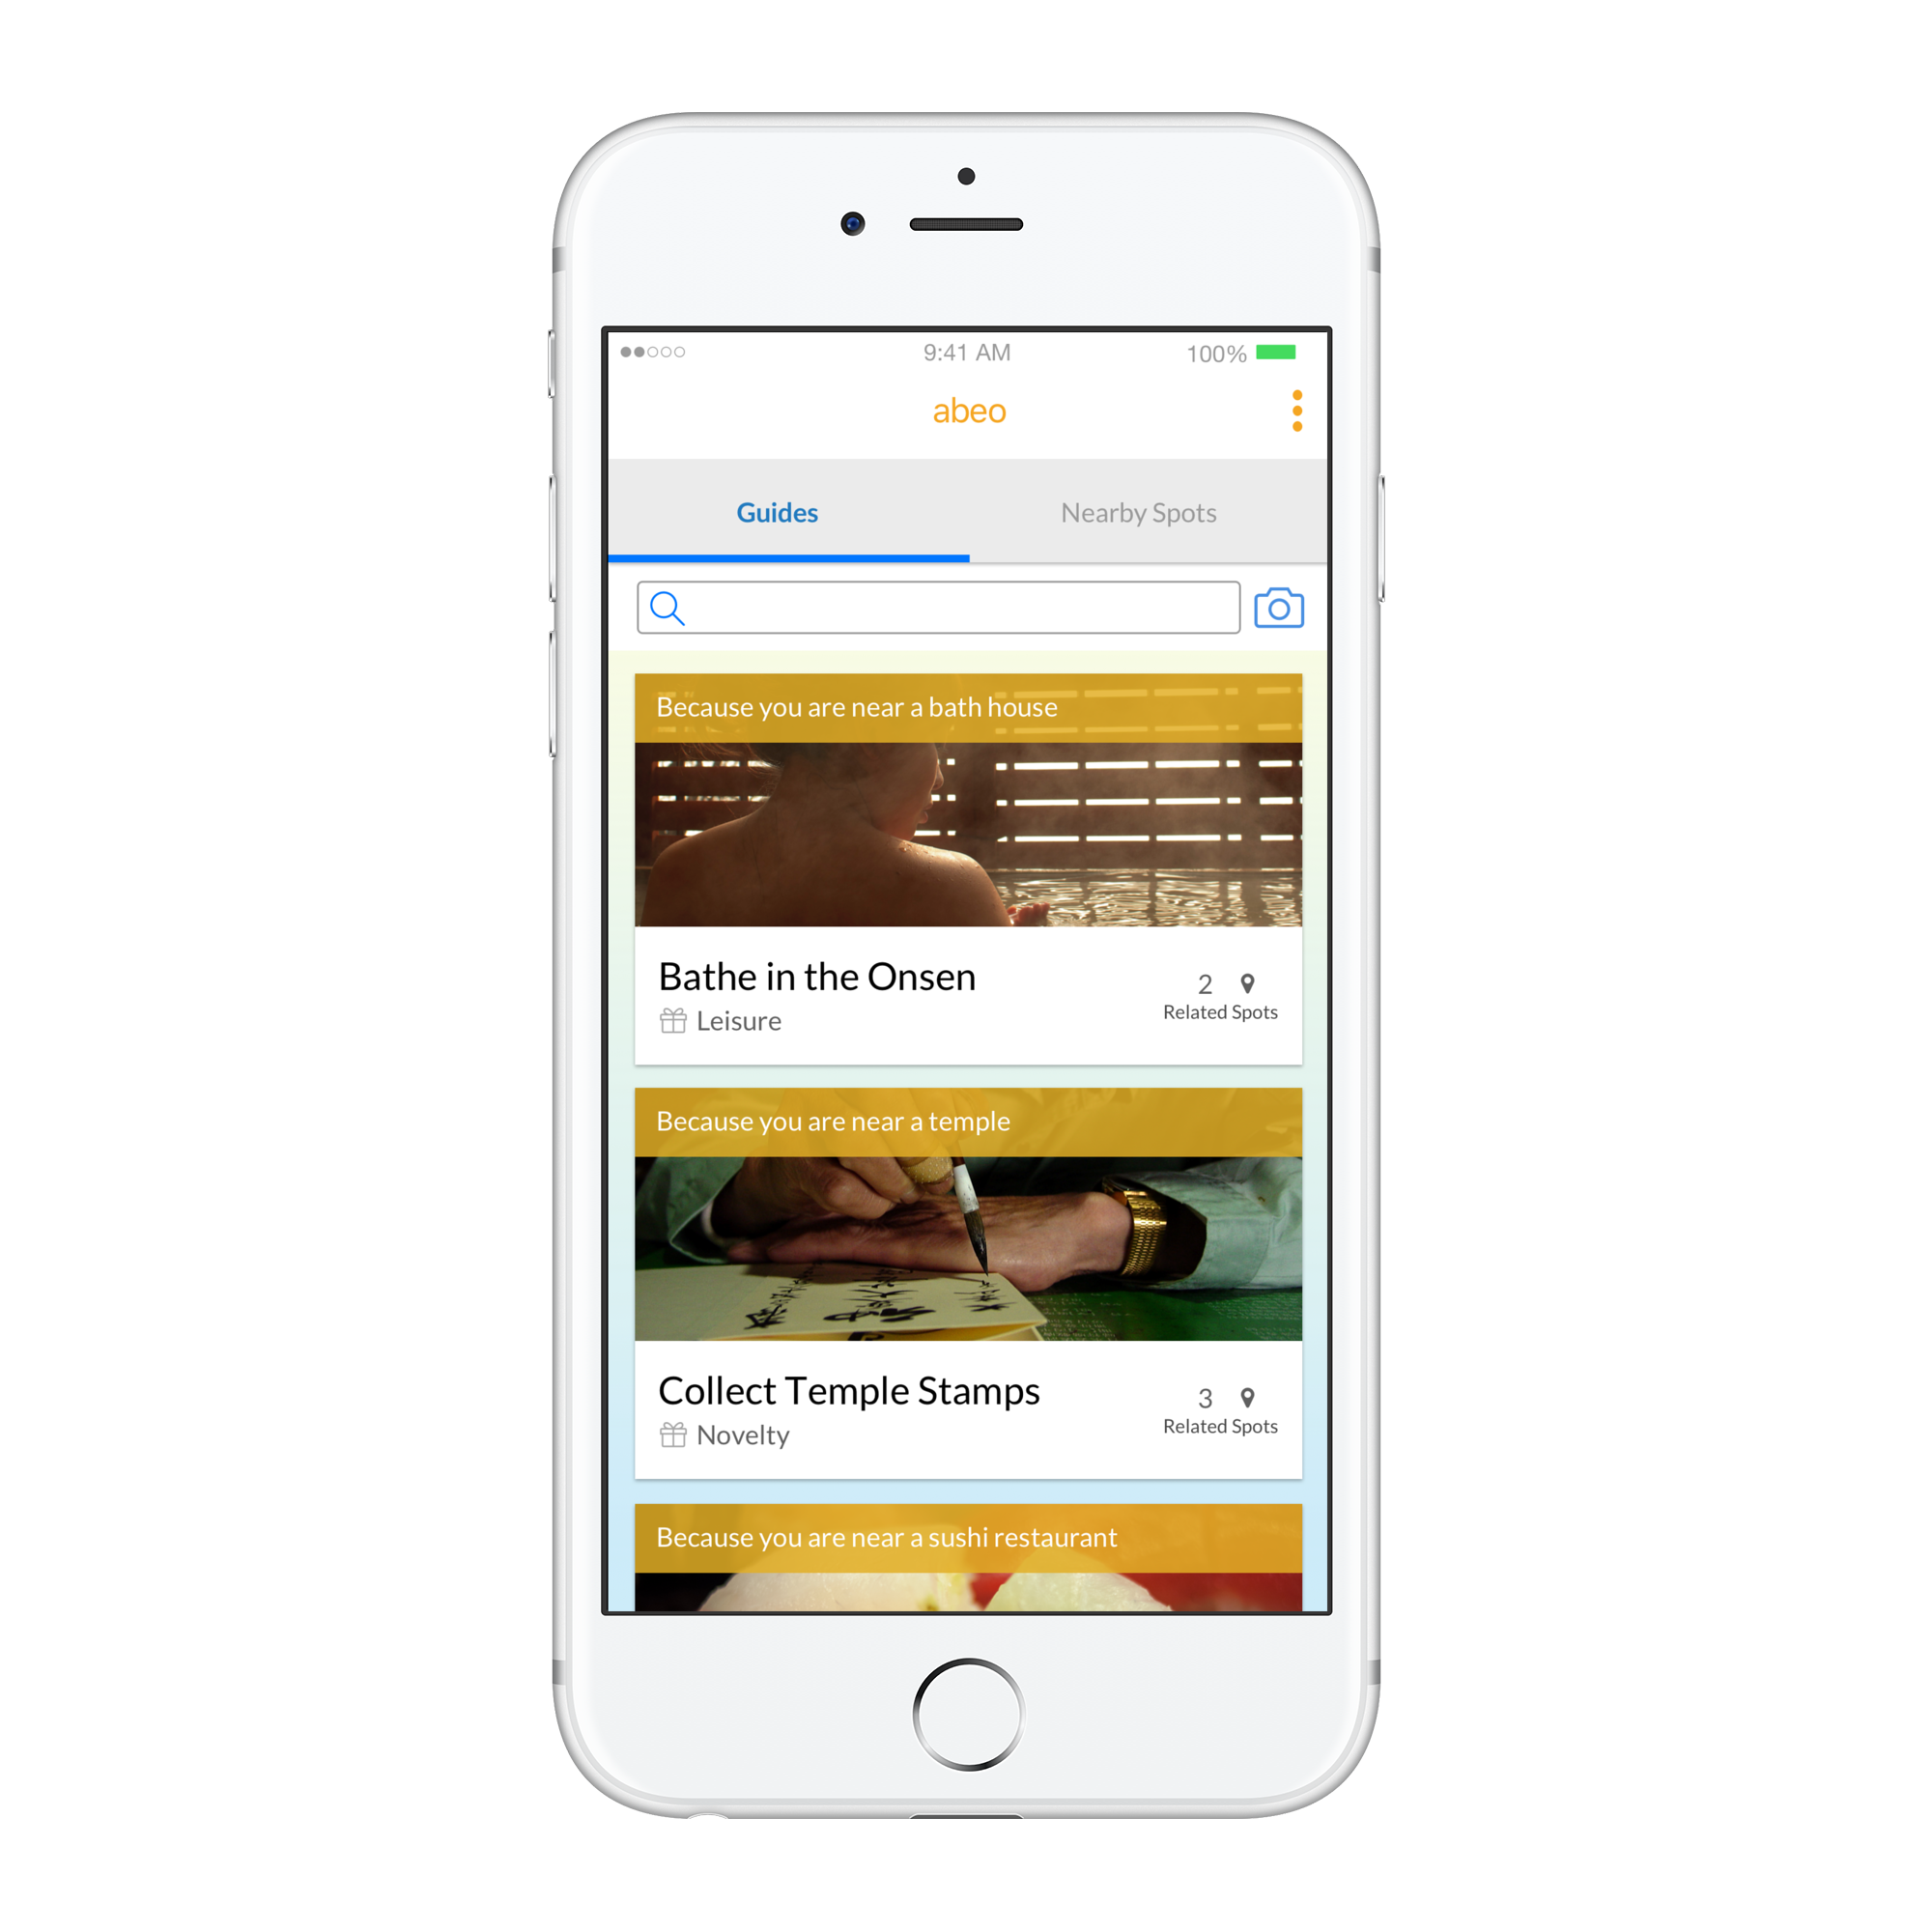 9:41 AM
100%
abeo
Guides
Nearby Spots
Because you are near a bath house
Bathe in the Onsen
2
Leisure
Related Spots
Because you are near a temple
Collect Temple Stamps
3
Novelty
Related Spots
Because you are near a sushi restaurant